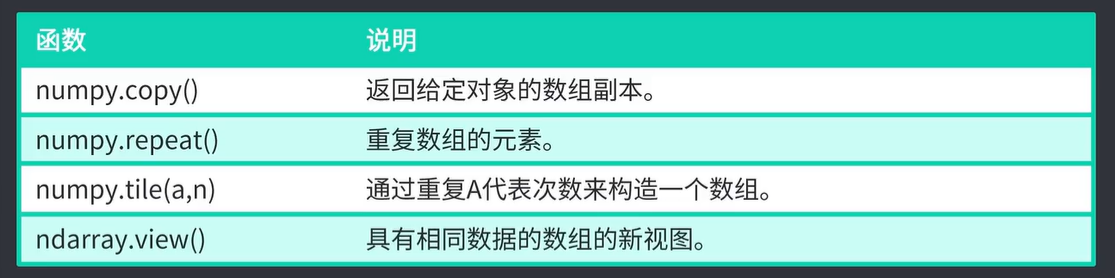 函数 说明
numpy.copy() 返回给定对象的数组副本。
numpy.repeat() 重复数组的元素。
numpy.tile(a,n) 通过重复A代表次数来构造一个数组。
ndarray.view() 具有相同数据的数组的新视图。